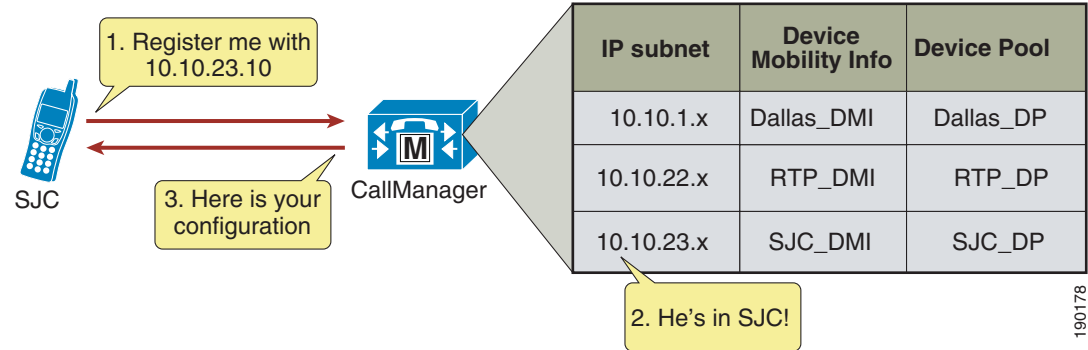 1. Register me with
10.10.23.10
SJC
3. Here is your
configuration
M
CallManager
IP subnet
Device
Mobility Info
Device Pool
10.10.1.x
Dallas_DMI
Dallas_DP
10.10.22.x
RTP_DMI
RTP_DP
10.10.23.x
SJC_DMI
SJC_DP
2. He's in SJC!
190178